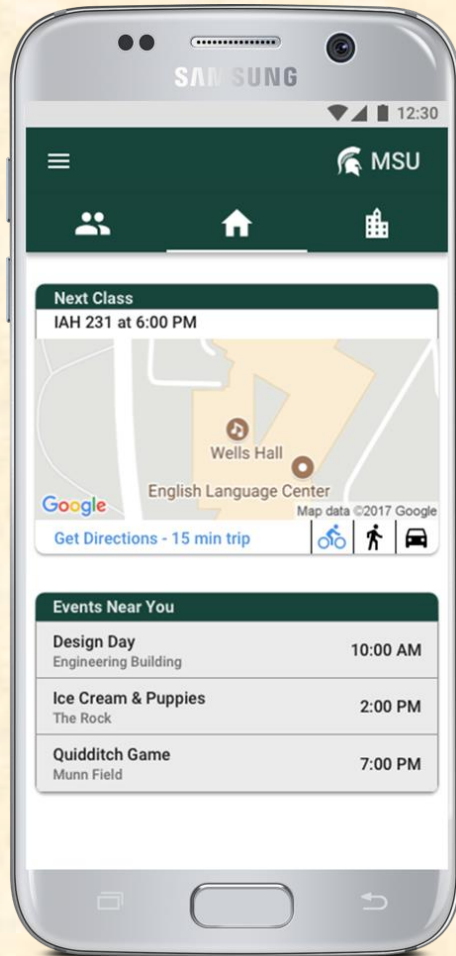 SAMSUNG
12:30
MSU
Next Class
IAH 231 at 6:00 PM
Wells Hall
English Language Center
Google
Map data ©2017 Google
Get Directions - 15 min trip
Events Near You
Design Day
10:00 AM
Engineering Building
Ice Cream & Puppies
2:00 PM
The Rock
Quidditch Game
7:00 PM
Munn Field